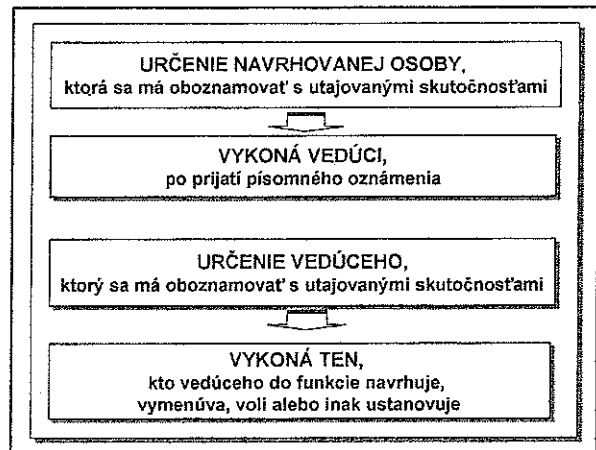 URČENIE NAVRHOVANEJ OSOBY,
ktorá sa má oboznamovať s utajovanými skutočnosťami
VYKONÁ VEDÚCI,
po prijatí písomného oznámenia
URČENIE VEDÚCEHO,
ktorý sa má oboznamovať s utajovanými skutočnosťami
VYKONÁ TEN,
kto vedúceho do funkcie navrhuje,
vymenúva, volí alebo inak ustanovuje